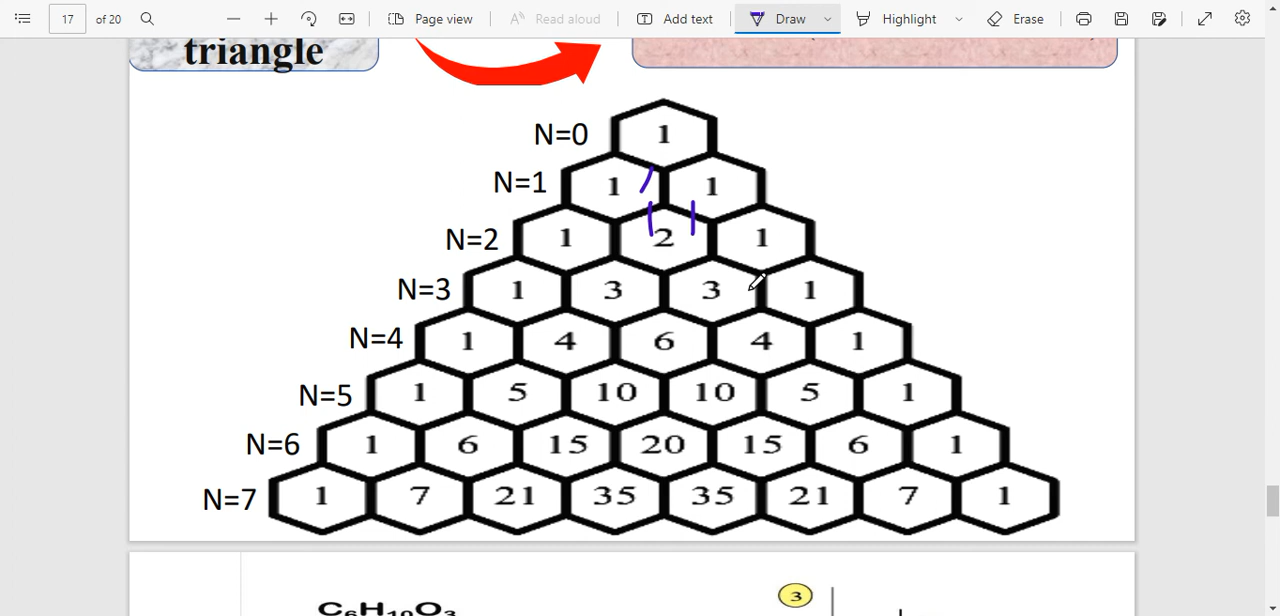 17 of 20 Page view Read aloud Add text Draw Highlight Erase
triangle
N=0 1
N=1 1 1
N=2 1 2 1
N=3 1 3 3 1
N=4 1 4 6 4 1
N=5 1 5 10 10 5 1
N=6 1 6 15 20 15 6 1
N=7 1 7 21 35 35 21 7 1
C₆H₁₀O₃ 3